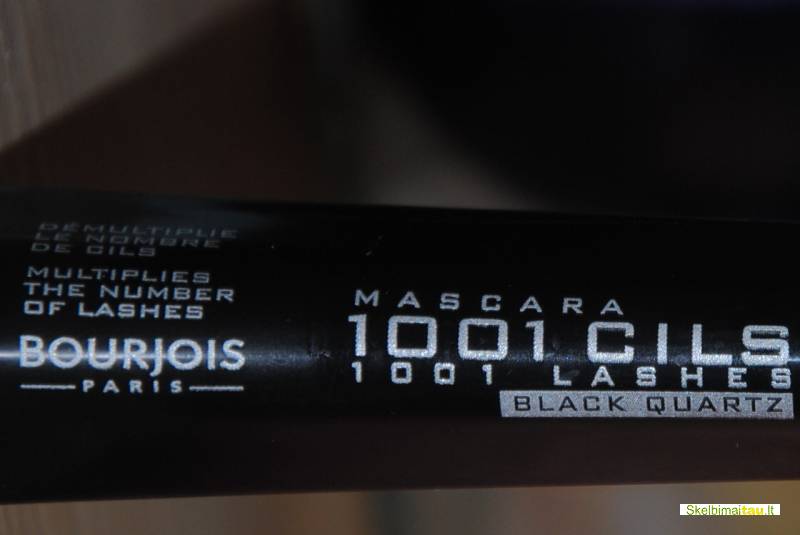 DÉMULTIPLIE
LE NOMBRE
DE CILS
MULTIPLIES
THE NUMBER
OF LASHES
BOURJOIS
PARIS
MASCARA
1001 CILS
1001 LASHES
BLACK QUARTZ
Skelbimaitau.lt